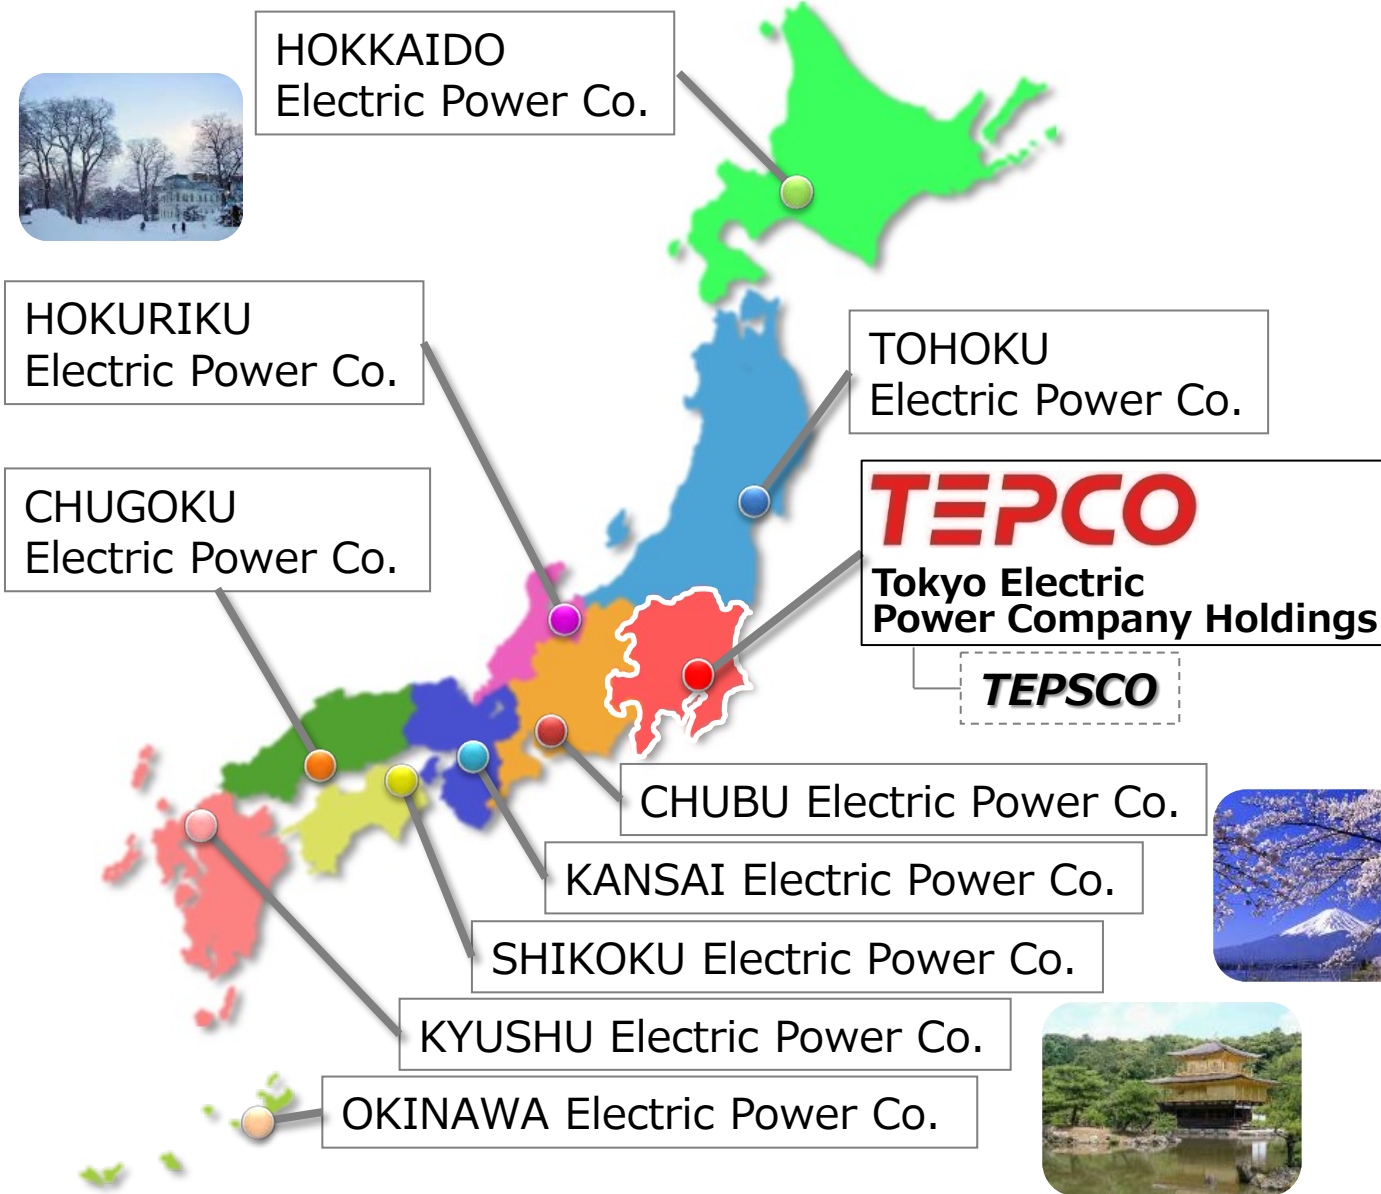 HOKKAIDO
Electric Power Co.
HOKURIKU
Electric Power Co.
TOHOKU
Electric Power Co.
CHUGOKU
Electric Power Co.
TEPCO
Tokyo Electric
Power Company Holdings
TEPSCO
CHUBU Electric Power Co.
KANSAI Electric Power Co.
SHIKOKU Electric Power Co.
KYUSHU Electric Power Co.
OKINAWA Electric Power Co.